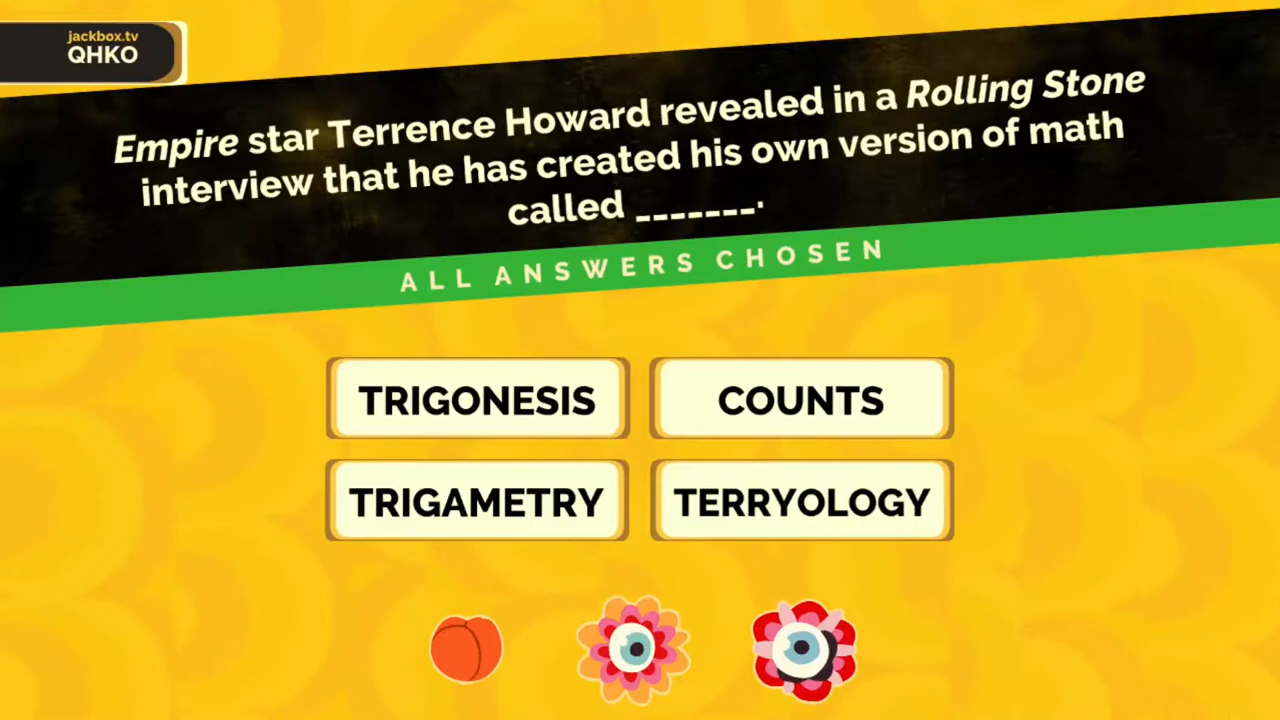 jackbox.tv
QHKO
Empire star Terrence Howard revealed in a Rolling Stone
interview that he has created his own version of math
called _______.
ALL ANSWERS CHOSEN
TRIGONESIS
COUNTS
TRIGAMETRY
TERRYOLOGY